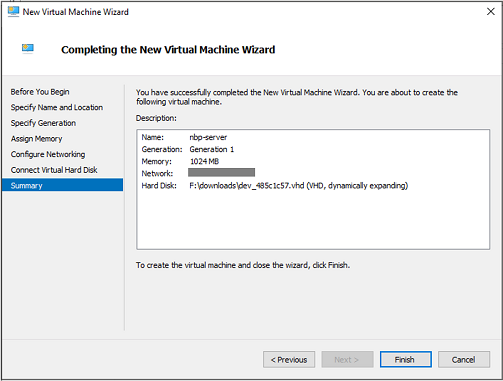 New Virtual Machine Wizard
Completing the New Virtual Machine Wizard
Before You Begin
Specify Name and Location
Specify Generation
Assign Memory
Configure Networking
Connect Virtual Hard Disk
Summary
You have successfully completed the New Virtual Machine Wizard. You are about to create the
following virtual machine.
Description:
Name: nbp-server
Generation: Generation 1
Memory: 1024 MB
Network:
Hard Disk: F:\downloads\dev_485c1c57.vhd (VHD, dynamically expanding)
To create the virtual machine and close the wizard, click Finish.
< Previous
Next >
Finish
Cancel